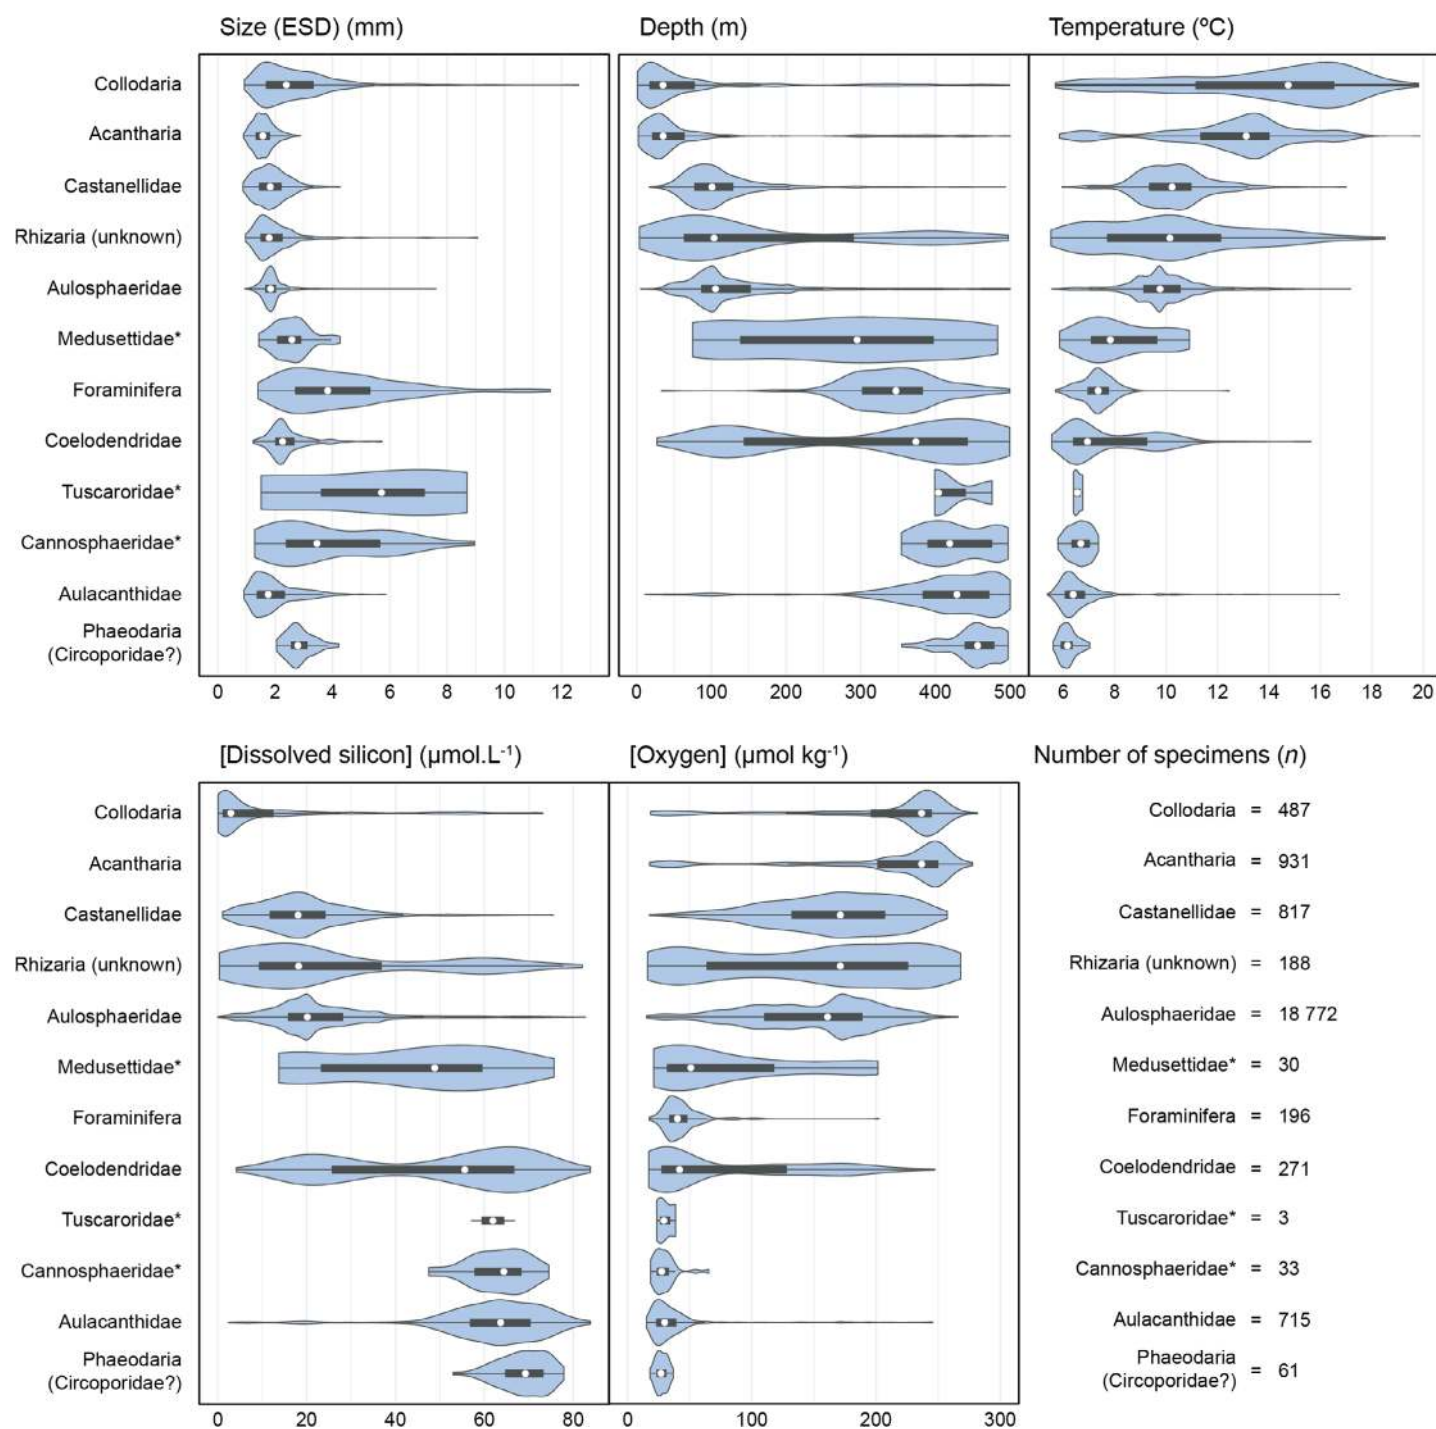 Size (ESD) (mm)
Depth (m)
Temperature (ºC)
Collodaria
Acantharia
Castanellidae
Rhizaria (unknown)
Aulosphaeridae
Medusettidae*
Foraminifera
Coelodendridae
Tuscaroridae*
Cannosphaeridae*
Aulacanthidae
Phaeodaria
(Circoporidae?)
0 2 4 6 8 10 12
0 100 200 300 400 500
6 8 10 12 14 16 18 20
[Dissolved silicon] (µmol.L⁻¹)
[Oxygen] (µmol kg⁻¹)
Number of specimens (n)
Collodaria
Acantharia
Castanellidae
Rhizaria (unknown)
Aulosphaeridae
Medusettidae*
Foraminifera
Coelodendridae
Tuscaroridae*
Cannosphaeridae*
Aulacanthidae
Phaeodaria
(Circoporidae?)
0 20 40 60 80
0 100 200 300
Collodaria = 487
Acantharia = 931
Castanellidae = 817
Rhizaria (unknown) = 188
Aulosphaeridae = 18 772
Medusettidae* = 30
Foraminifera = 196
Coelodendridae = 271
Tuscaroridae* = 3
Cannosphaeridae* = 33
Aulacanthidae = 715
Phaeodaria
(Circoporidae?) = 61